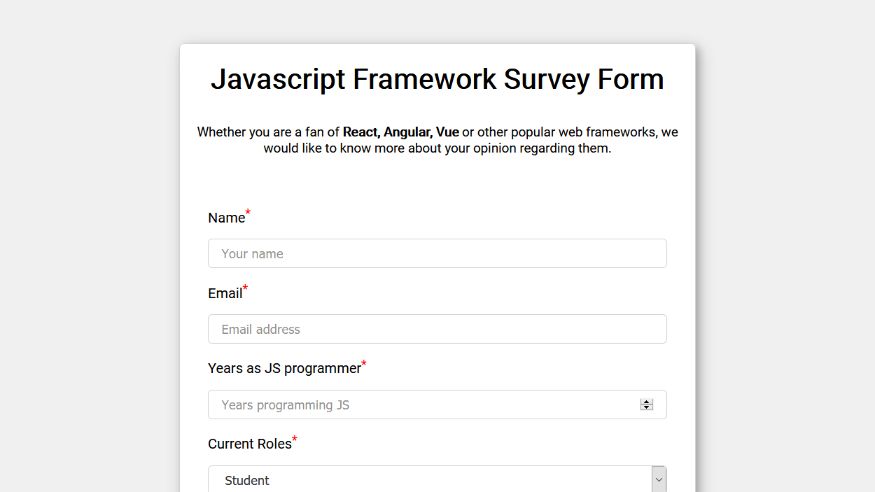 Javascript Framework Survey Form
Whether you are a fan of React, Angular, Vue or other popular web frameworks, we
would like to know more about your opinion regarding them.
Name*
Your name
Email*
Email address
Years as JS programmer*
Years programming JS
Current Roles*
Student